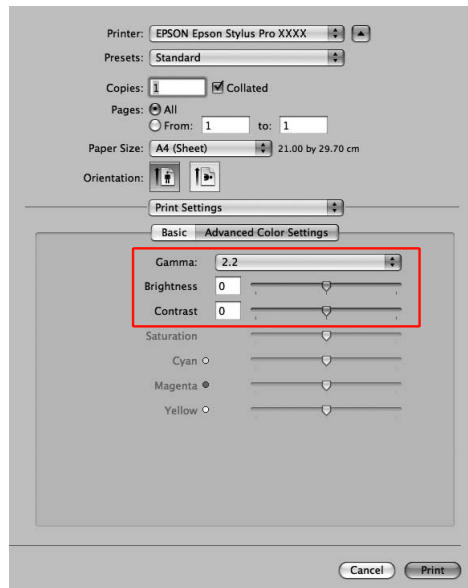 Printer: EPSON Epson Stylus Pro XXXX
Presets: Standard
Copies: 1 Collated
Pages: All
From: 1 to: 1
Paper Size: A4 (Sheet) 21.00 by 29.70 cm
Orientation:
Print Settings
Basic Advanced Color Settings
Gamma: 2.2
Brightness 0
Contrast 0
Saturation
Cyan
Magenta
Yellow
Cancel Print